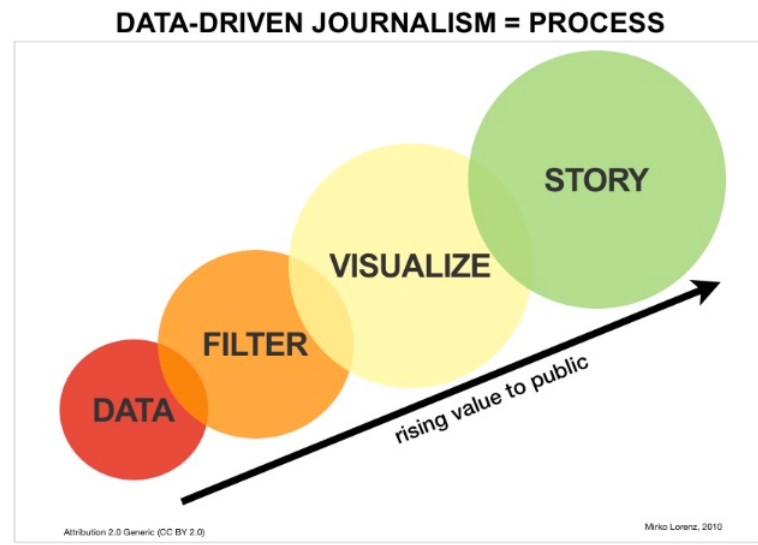 DATA-DRIVEN JOURNALISM = PROCESS
STORY
VISUALIZE
FILTER
DATA
rising value to public
Attribution 2.0 Generic (CC BY 2.0)
Mirko Lorenz, 2010